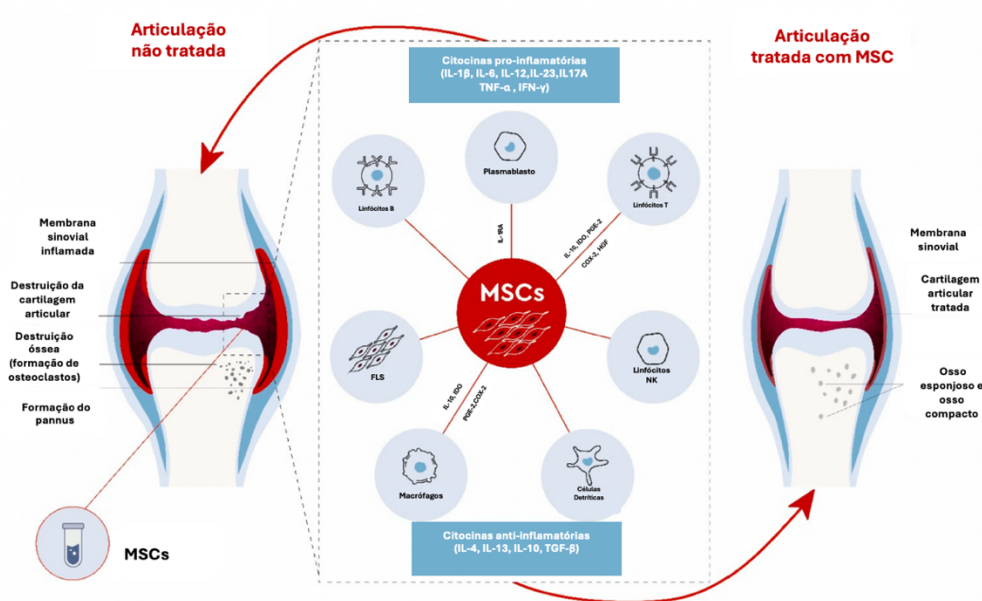 Articulação
não tratada
Citocinas pro-inflamatórias
(IL-1β, IL-6, IL-12,IL-23,IL17A
TNF-α , IFN-γ)
Articulação
tratada com MSC
Linfócitos B
Plasmablasto
Linfócitos T
IL-1RA
IL-10, IDO, PGE-2
COX-2, HGF
MSCs
FLS
Linfócitos
NK
IL-10, IDO
PGE-2,COX-2
Macrófagos
Células
Detríticas
Citocinas anti-inflamatórias
(IL-4, IL-13, IL-10, TGF-β)
Membrana
sinovial
inflamada
Destruição da
cartilagem
articular
Destruição
óssea
(formação de
osteoclastos)
Formação do
pannus
MSCs
Membrana
sinovial
Cartilagem
articular
tratada
Osso
esponjoso e
osso
compacto